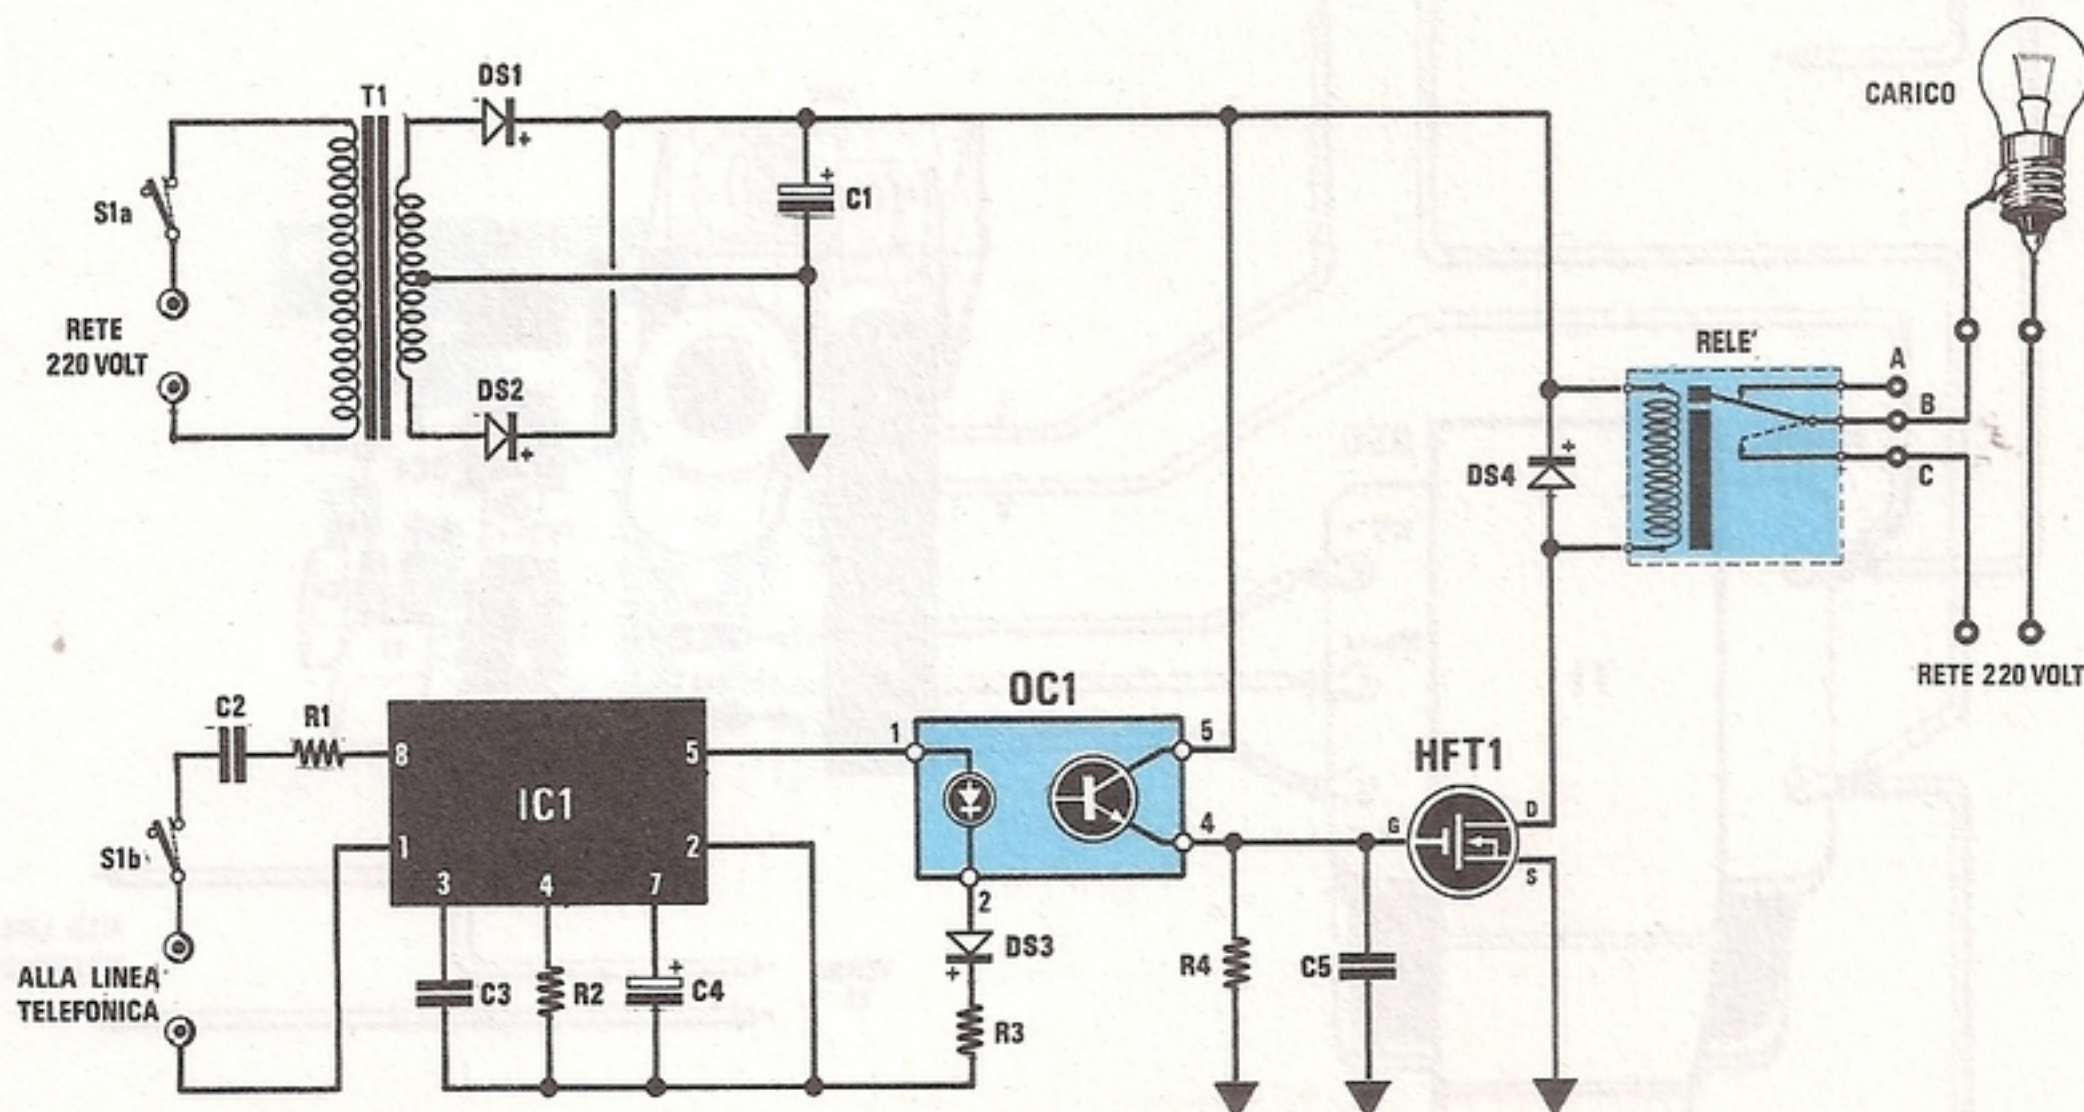 T1
DS1
+
CARICO
S1a
+
C1
RETE
220 VOLT
DS2
+
RELE'
A
B
C
DS4
+
RETE 220 VOLT
OC1
C2
R1
8
5
1
5
HFT1
IC1
S1b
1
2
4
G
D
S
3
4
7
2
DS3
+
ALLA LINEA
TELEFONICA
C3
R2
+
C4
R3
R4
C5